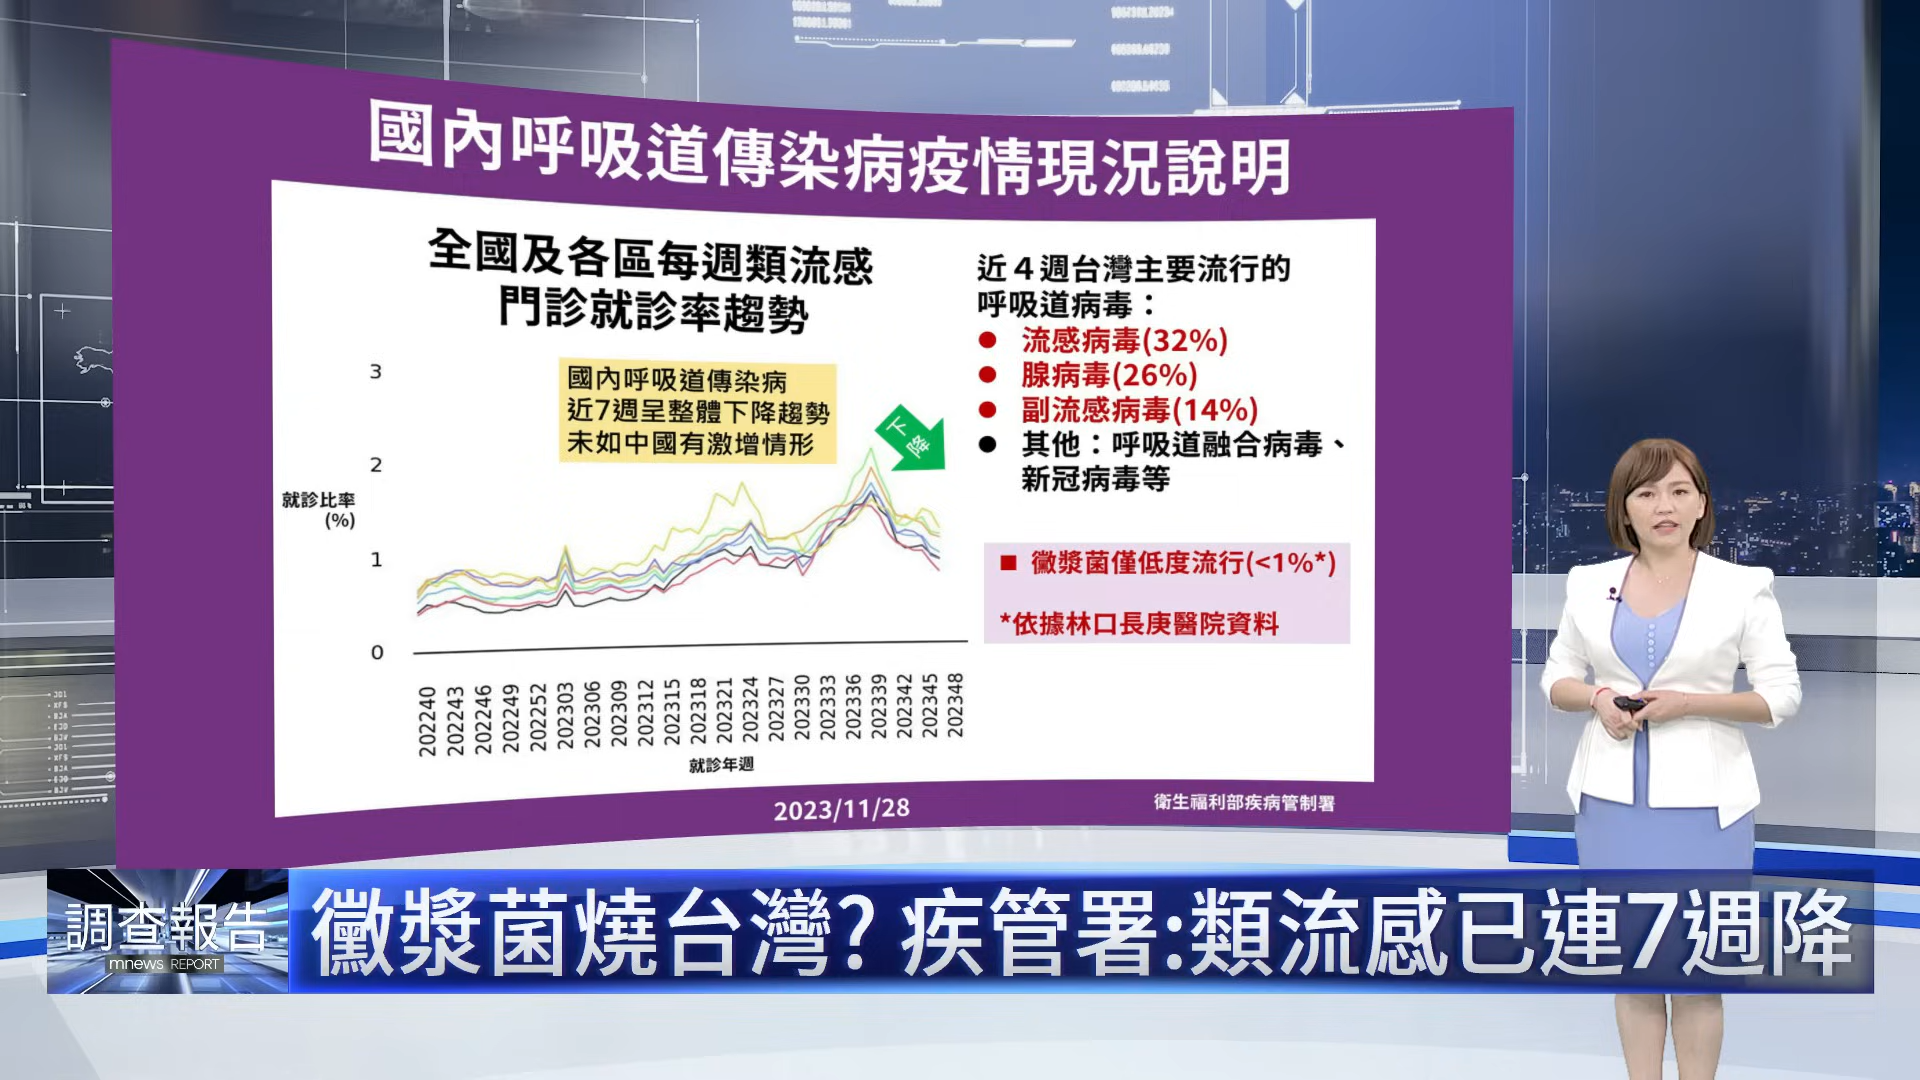 國內呼吸道傳染病疫情現況說明
全國及各區每週類流感
門診就診率趨勢
國內呼吸道傳染病
近7週呈整體下降趨勢
未如中國有激增情形
下降
就診比率
(%)
3
2
1
0
202240
202243
202246
202249
202252
202303
202306
202309
202312
202315
202318
202321
202324
202327
202330
202333
202336
202339
202342
202345
202348
就診年週
近4週台灣主要流行的
呼吸道病毒：
● 流感病毒(32%)
● 腺病毒(26%)
● 副流感病毒(14%)
● 其他：呼吸道融合病毒、
新冠病毒等
■ 黴漿菌僅低度流行(<1%*)
*依據林口長庚醫院資料
2023/11/28
衛生福利部疾病管制署
調查報告
mnews REPORT
黴漿菌燒台灣? 疾管署:類流感已連7週降